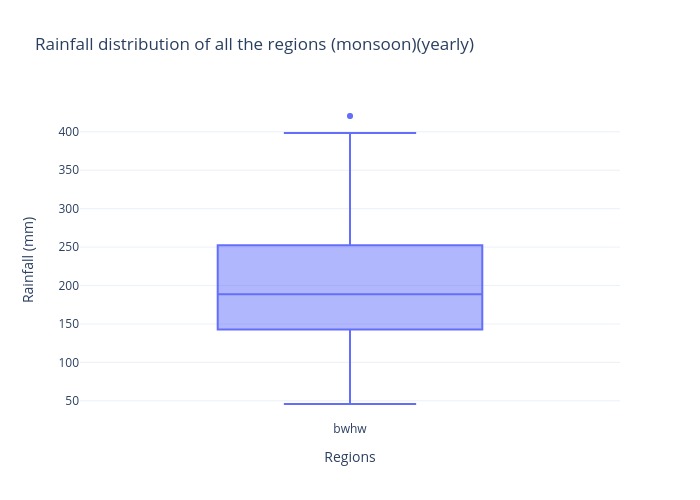 Rainfall distribution of all the regions (monsoon)(yearly)
400
350
300
250
200
150
100
50
Rainfall (mm)
bwhw
Regions